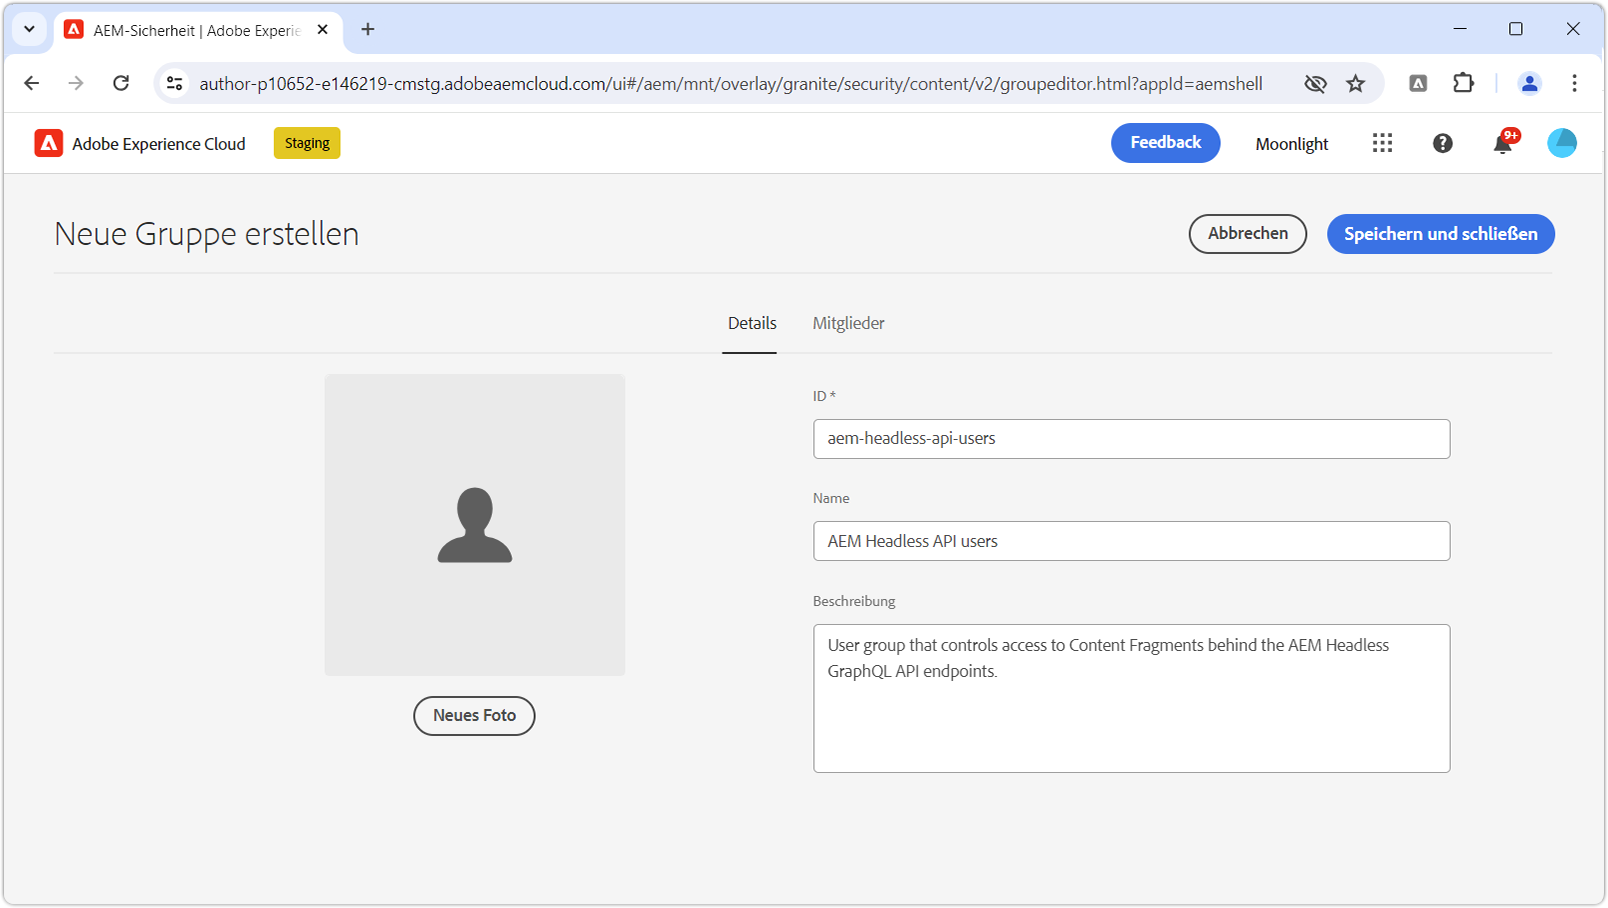 AEM-Sicherheit | Adobe Experie
author-p10652-e146219-cmstg.adobeaemcloud.com/ui#/aem/mnt/overlay/granite/security/content/v2/groupeditor.html?appId=aemshell
Adobe Experience Cloud
Staging
Feedback
Moonlight
9+
Neue Gruppe erstellen
Abbrechen
Speichern und schließen
Details
Mitglieder
ID *
aem-headless-api-users
Name
AEM Headless API users
Beschreibung
User group that controls access to Content Fragments behind the AEM Headless
GraphQL API endpoints.
Neues Foto